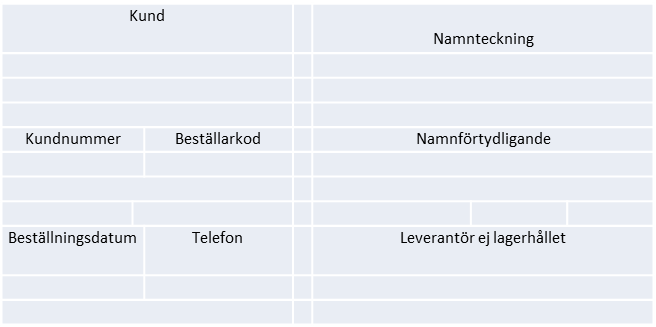 Kund
Namnteckning
Kundnummer
Beställarkod
Namnförtydligande
Beställningsdatum
Telefon
Leverantör ej lagerhållet